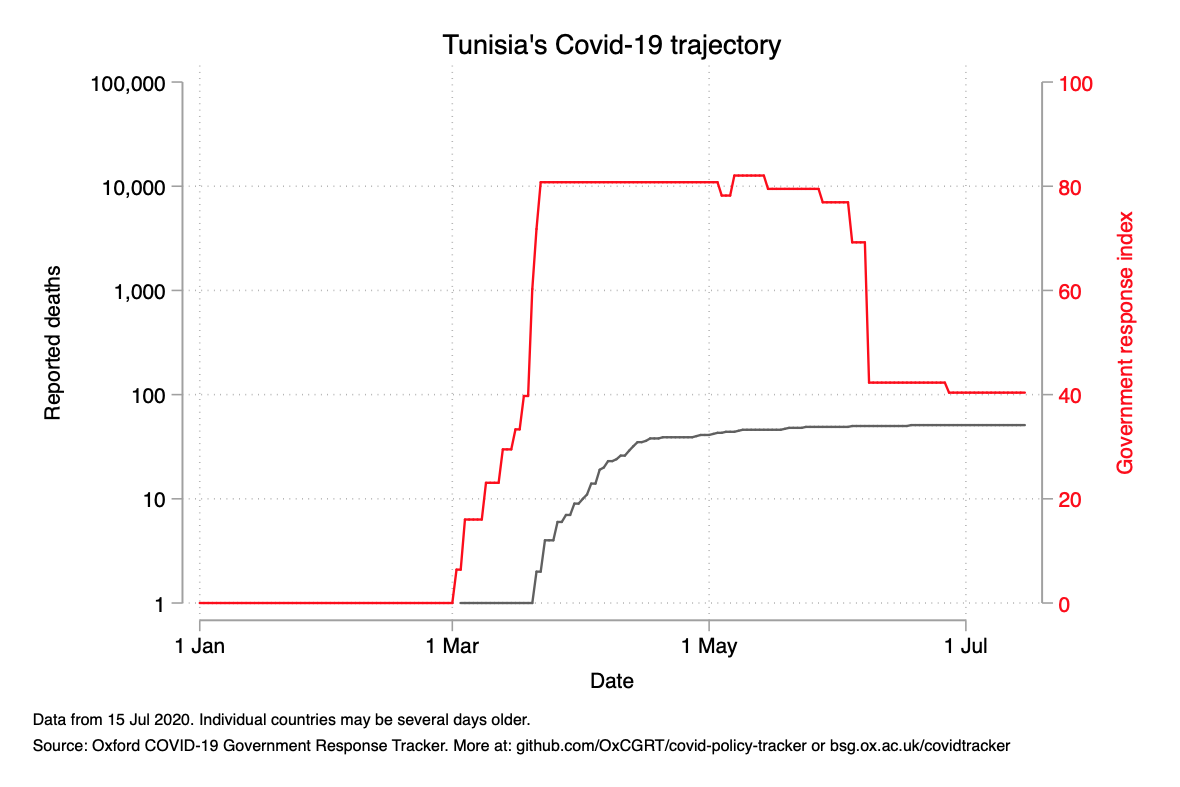 Tunisia's Covid-19 trajectory
100,000
10,000
1,000
100
10
1
Reported deaths
100
80
60
40
20
0
Government response index
1 Jan
1 Mar
1 May
1 Jul
Date
Data from 15 Jul 2020. Individual countries may be several days older.
Source: Oxford COVID-19 Government Response Tracker. More at: github.com/OxCGRT/covid-policy-tracker or bsg.ox.ac.uk/covidtracker